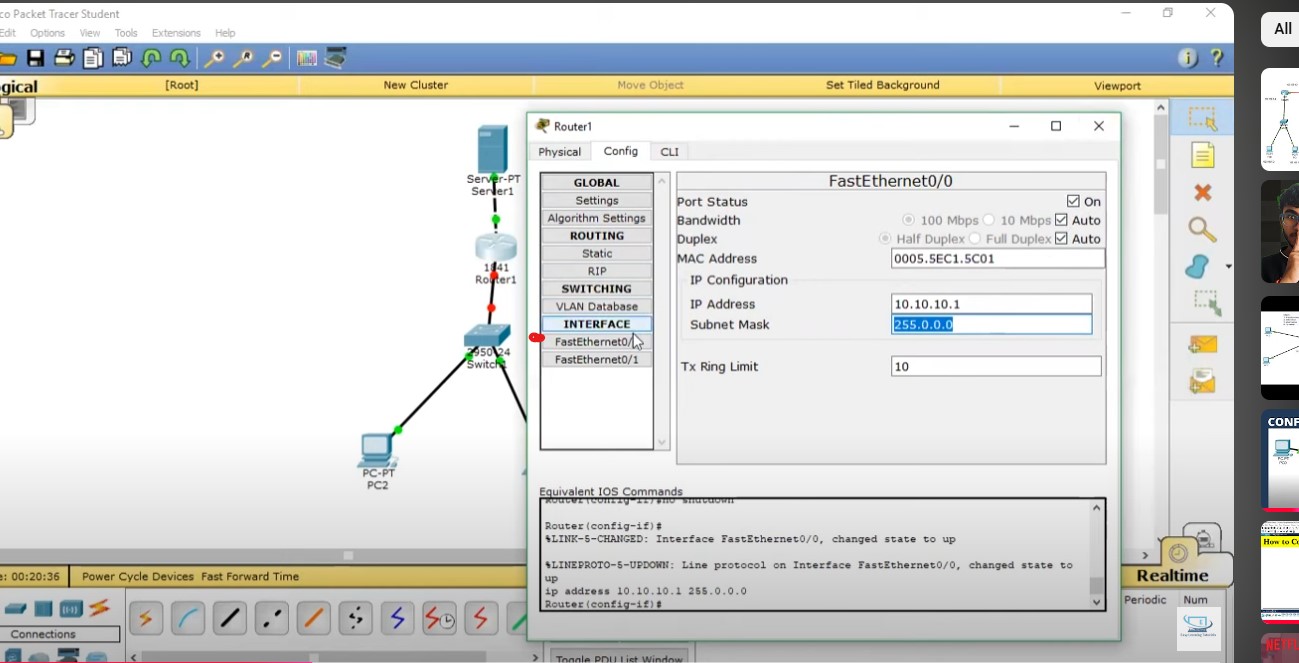 co Packet Tracer Student
Edit Options View Tools Extensions Help
gical [Root] New Cluster Move Object Set Tiled Background Viewport
All
Server-PT
Server1
1841
Router1
2950-24
Switch1
PC-PT
PC2
Router1
Physical Config CLI
GLOBAL
Settings
Algorithm Settings
ROUTING
Static
RIP
SWITCHING
VLAN Database
INTERFACE
FastEthernet0/
FastEthernet0/1
FastEthernet0/0
Port Status On
Bandwidth 100 Mbps 10 Mbps Auto
Duplex Half Duplex Full Duplex Auto
MAC Address 0005.5EC1.5C01
IP Configuration
IP Address 10.10.10.1
Subnet Mask 255.0.0.0
Tx Ring Limit 10
Equivalent IOS Commands
Router(config-if)#no shutdown
Router(config-if)#
%LINK-5-CHANGED: Interface FastEthernet0/0, changed state to up
%LINEPROTO-5-UPDOWN: Line protocol on Interface FastEthernet0/0, changed state to
up
ip address 10.10.10.1 255.0.0.0
Router(config-if)#
e: 00:20:36 Power Cycle Devices Fast Forward Time
Realtime
Connections
Periodic Num
Toggle PDU List Window
CONF
How to Co